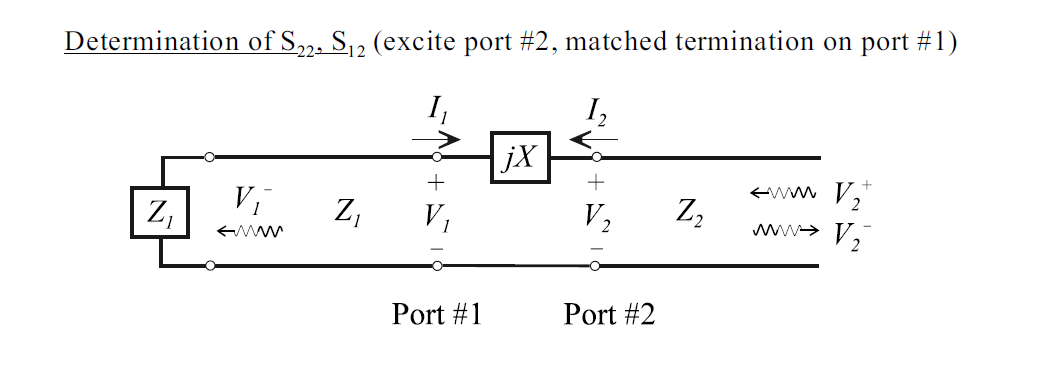 Determination of S₂₂, S₁₂ (excite port #2, matched termination on port #1)
I₁ I₂
jX
+ +
Z₁ V₁⁻ Z₁ V₁ V₂ Z₂ V₂⁺
− − V₂⁻
Port #1 Port #2